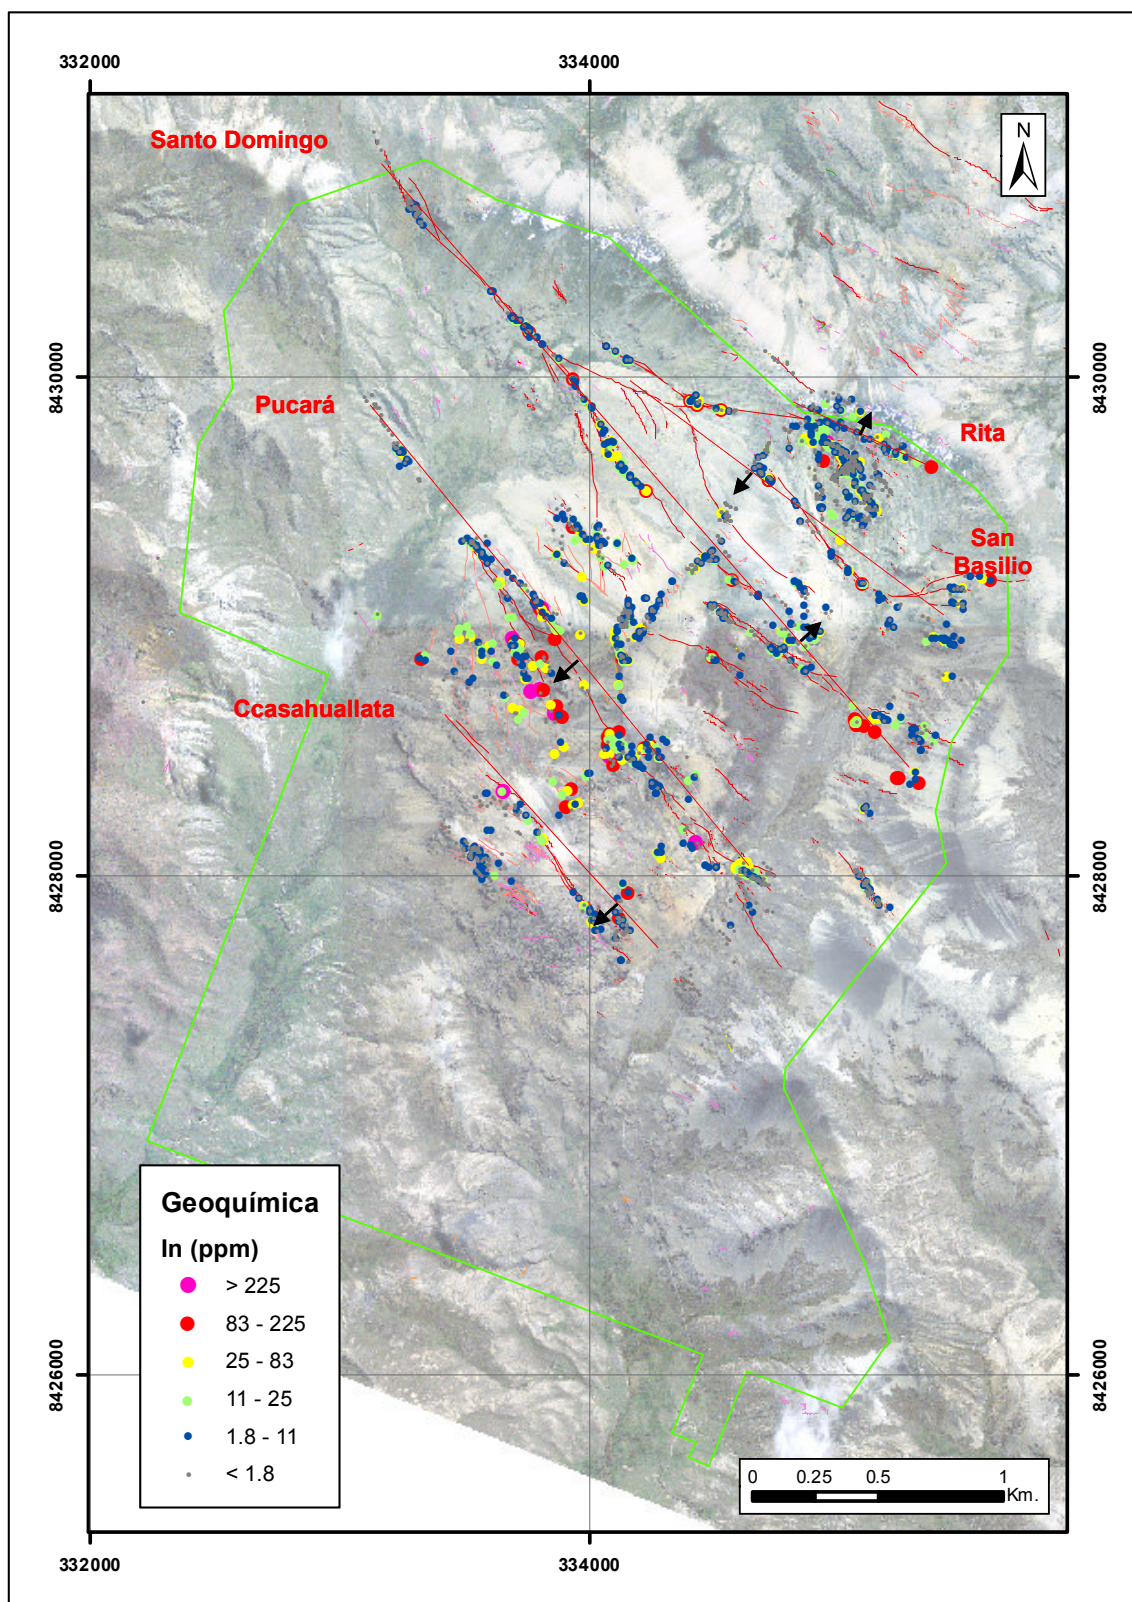 332000
334000
Santo Domingo
N
8430000
8430000
Pucará
Rita
San
Basilio
Ccasahuallata
8428000
8428000
Geoquímica
In (ppm)
> 225
83 - 225
25 - 83
11 - 25
1.8 - 11
< 1.8
8426000
8426000
0 0.25 0.5 1
Km.
332000
334000